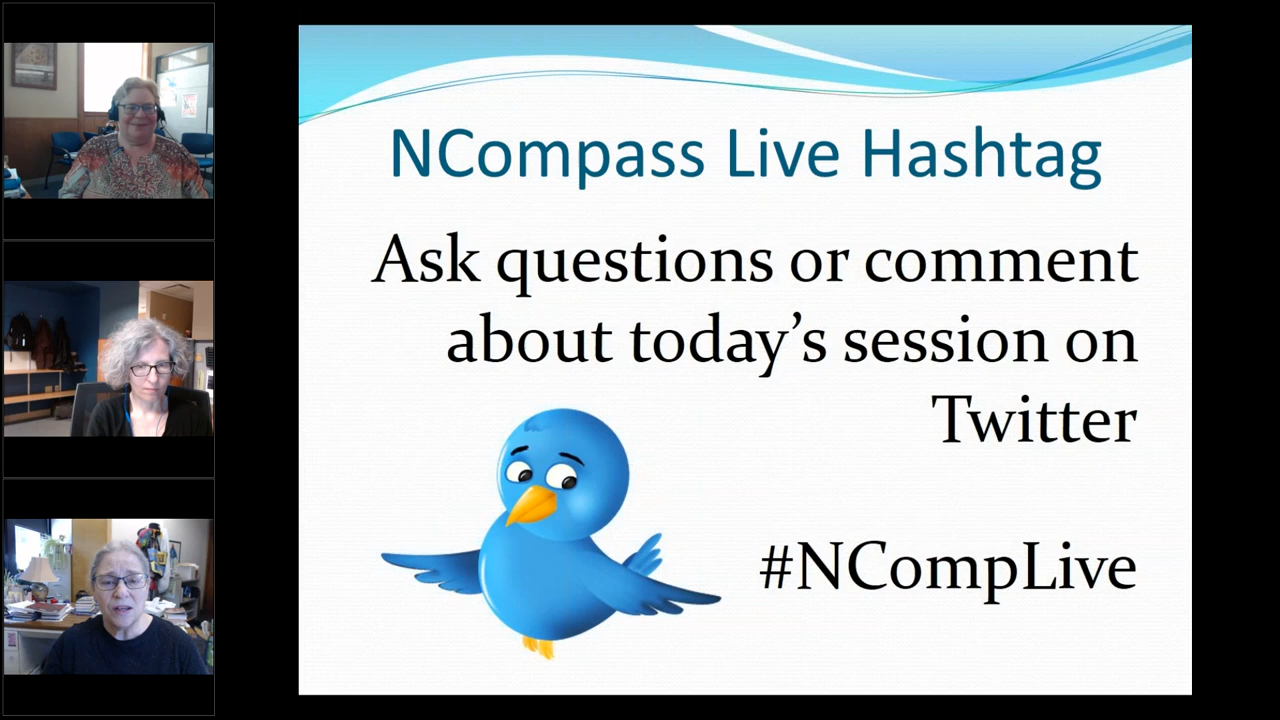 NCompass Live Hashtag
Ask questions or comment
about today’s session on
Twitter
#NCompLive